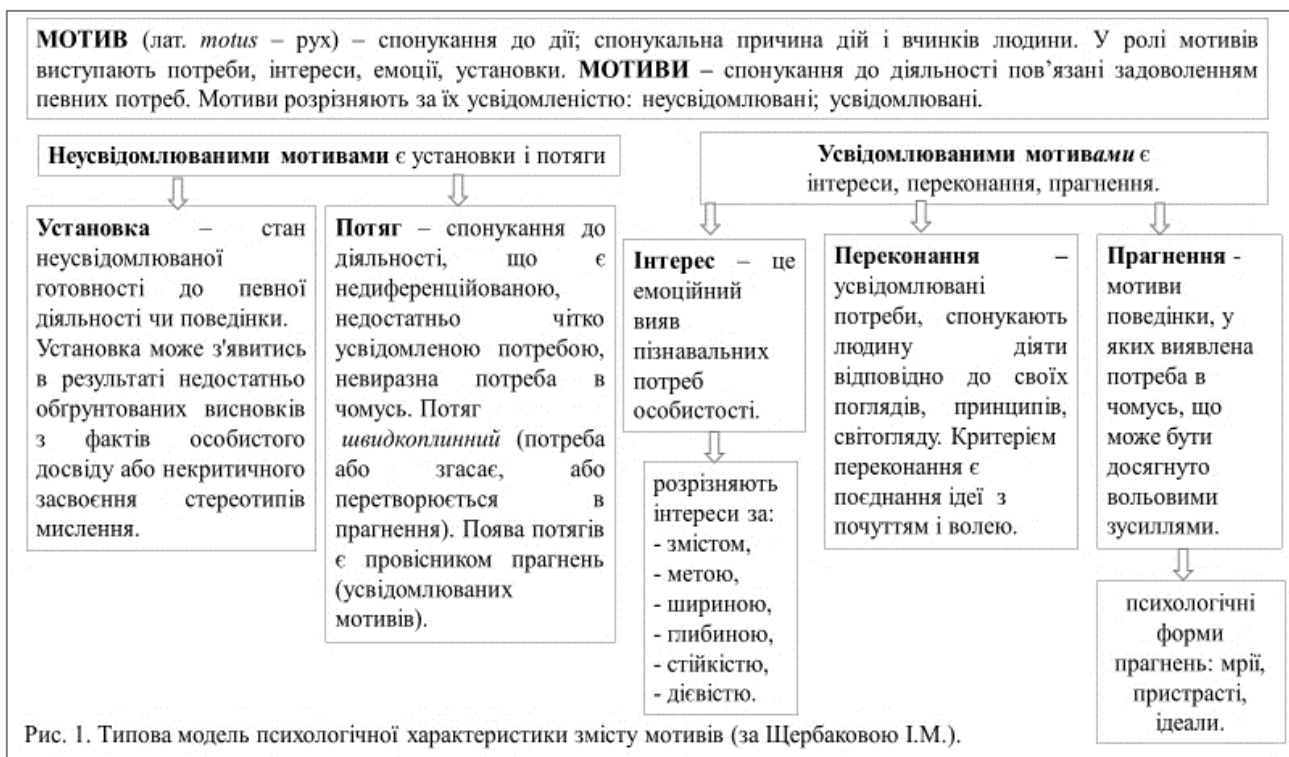 МОТИВ (лат. motus – рух) – спонукання до дії; спонукальна причина дій і вчинків людини. У ролі мотивів
виступають потреби, інтереси, емоції, установки. МОТИВИ – спонукання до діяльності пов’язані задоволенням
певних потреб. Мотиви розрізняють за їх усвідомленістю: неусвідомлювані; усвідомлювані.
Неусвідомлюваними мотивами є установки і потяги
Установка – стан
неусвідомлюваної
готовності до певної
діяльності чи поведінки.
Установка може з'явитись
в результаті недостатньо
обґрунтованих висновків
з фактів особистого
досвіду або некритичного
засвоєння стереотипів
мислення.
Потяг – спонукання до
діяльності, що є
недиференційованою,
недостатньо чітко
усвідомленою потребою,
невиразна потреба в
чомусь. Потяг
швидкоплинний (потреба
або згасає, або
перетворюється в
прагнення). Поява потягів
є провісником прагнень
(усвідомлюваних
мотивів).
Усвідомлюваними мотивами є
інтереси, переконання, прагнення.
Інтерес – це
емоційний
вияв
пізнавальних
потреб
особистості.
розрізняють
інтереси за:
- змістом,
- метою,
- шириною,
- глибиною,
- стійкістю,
- дієвістю.
Переконання –
усвідомлювані
потреби, спонукають
людину діяти
відповідно до своїх
поглядів, принципів,
світогляду. Критерієм
переконання є
поєднання ідеї з
почуттям і волею.
Прагнення -
мотиви
поведінки, у
яких виявлена
потреба в
чомусь, що
може бути
досягнуто
вольовими
зусиллями.
психологічні
форми
прагнень: мрії,
пристрасті,
ідеали.
Рис. 1. Типова модель психологічної характеристики змісту мотивів (за Щербаковою І.М.).